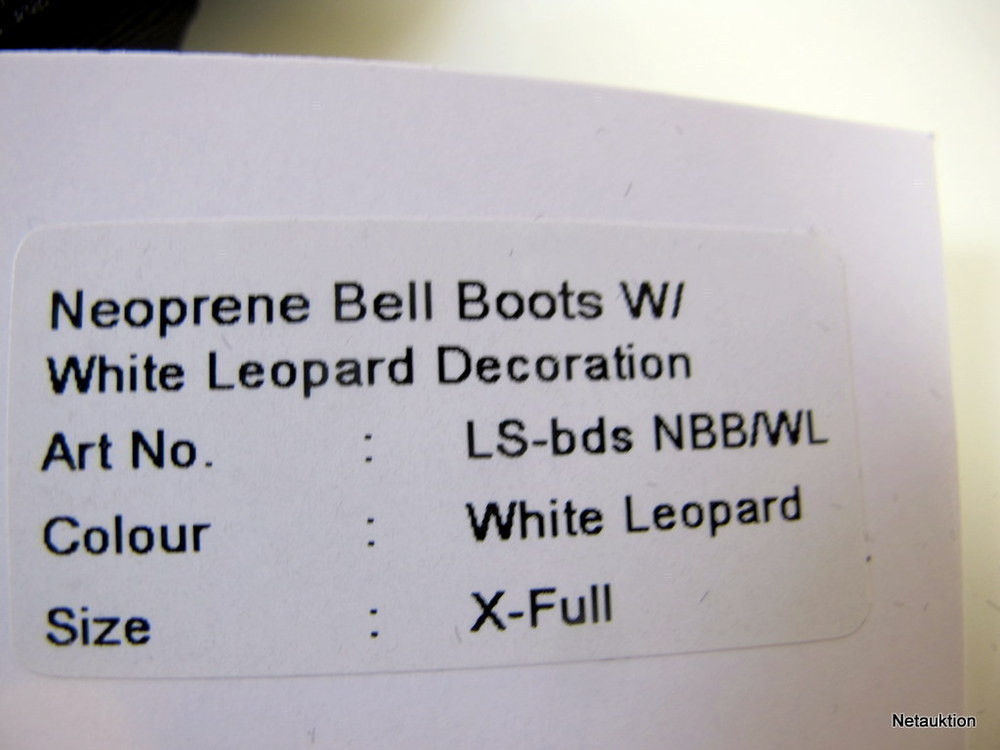 Neoprene Bell Boots W/
White Leopard Decoration
Art No. : LS-bds NBB/WL
Colour : White Leopard
Size : X-Full
Netauktion